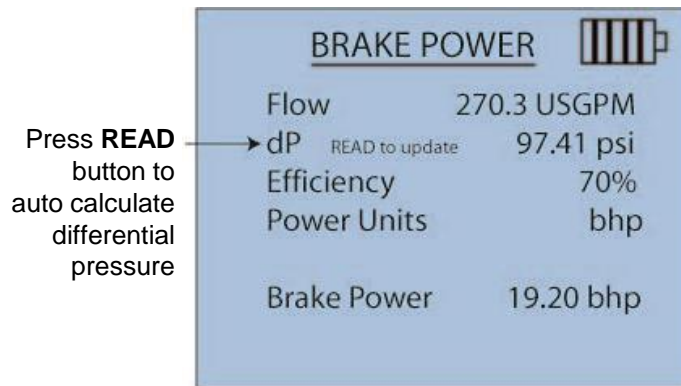 BRAKE POWER
Flow 270.3 USGPM
Press READ
button to
auto calculate
differential
pressure
dP READ to update 97.41 psi
Efficiency 70%
Power Units bhp
Brake Power 19.20 bhp